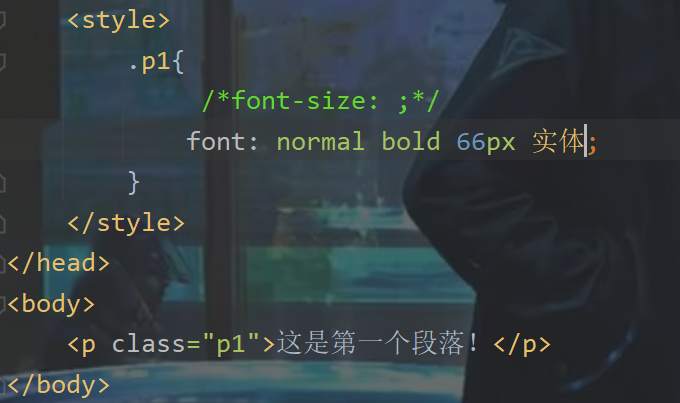 <style>
.p1{
/*font-size: ;*/
font: normal bold 66px 实体;
}
</style>
</head>
<body>
<p class="p1">这是第一个段落！</p>
</body>